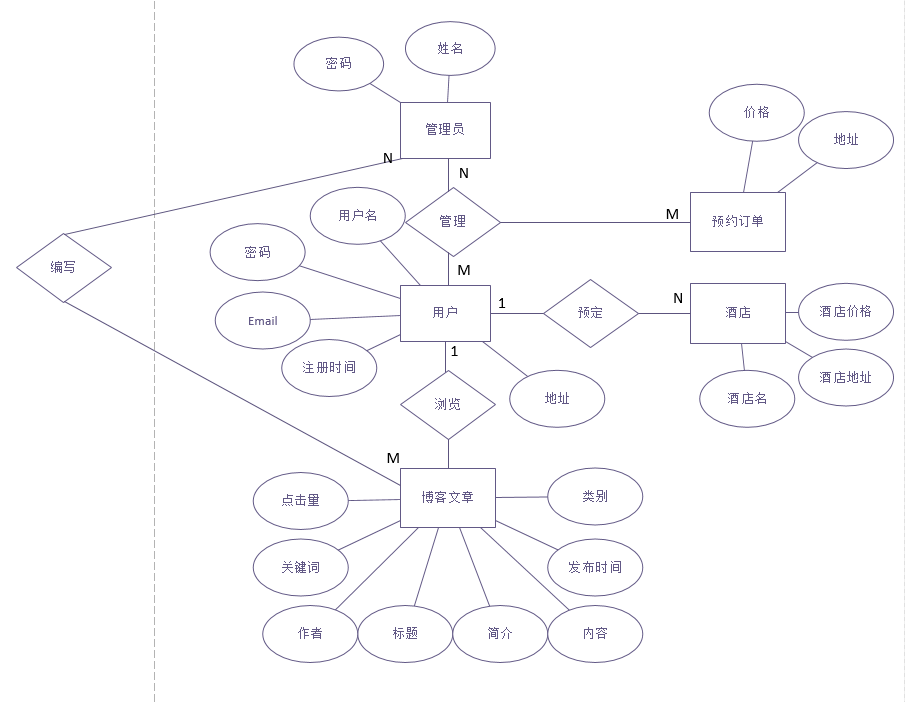 姓名
密码
价格
管理员
地址
N
N
用户名
管理
M
预约订单
密码
编写
M
1
N
用户
预定
酒店
酒店价格
Email
1
注册时间
酒店地址
地址
酒店名
浏览
M
博客文章
类别
点击量
关键词
发布时间
作者
标题
简介
内容